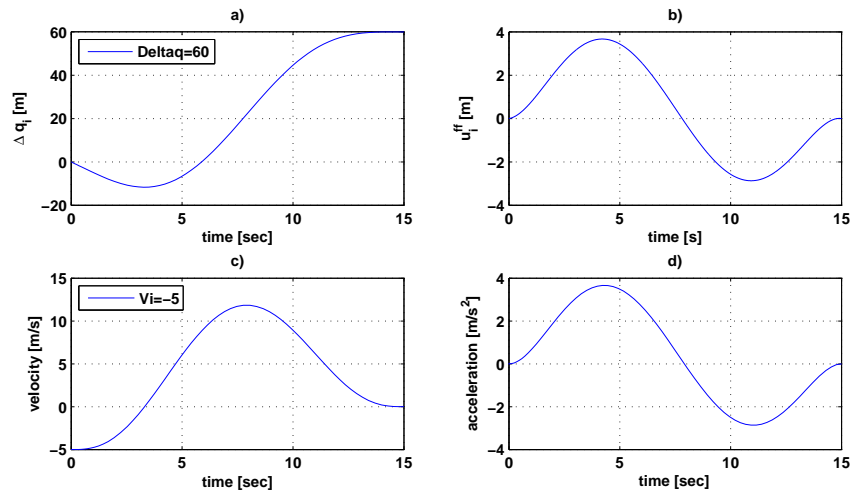 a)
60
40
20
0
−20
0
5
10
15
Δ q_i [m]
time [sec]
Deltaq=60
b)
4
2
0
−2
−4
0
5
10
15
u_i^ff [m]
time [s]
c)
15
10
5
0
−5
0
5
10
15
velocity [m/s]
time [sec]
Vi=−5
d)
4
2
0
−2
−4
0
5
10
15
acceleration [m/s²]
time [sec]